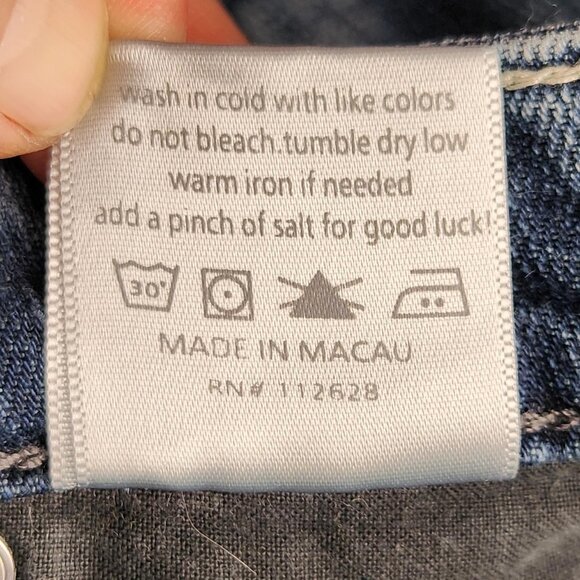 wash in cold with like colors
do not bleach.tumble dry low
warm iron if needed
add a pinch of salt for good luck!
30°
MADE IN MACAU
RN# 112628